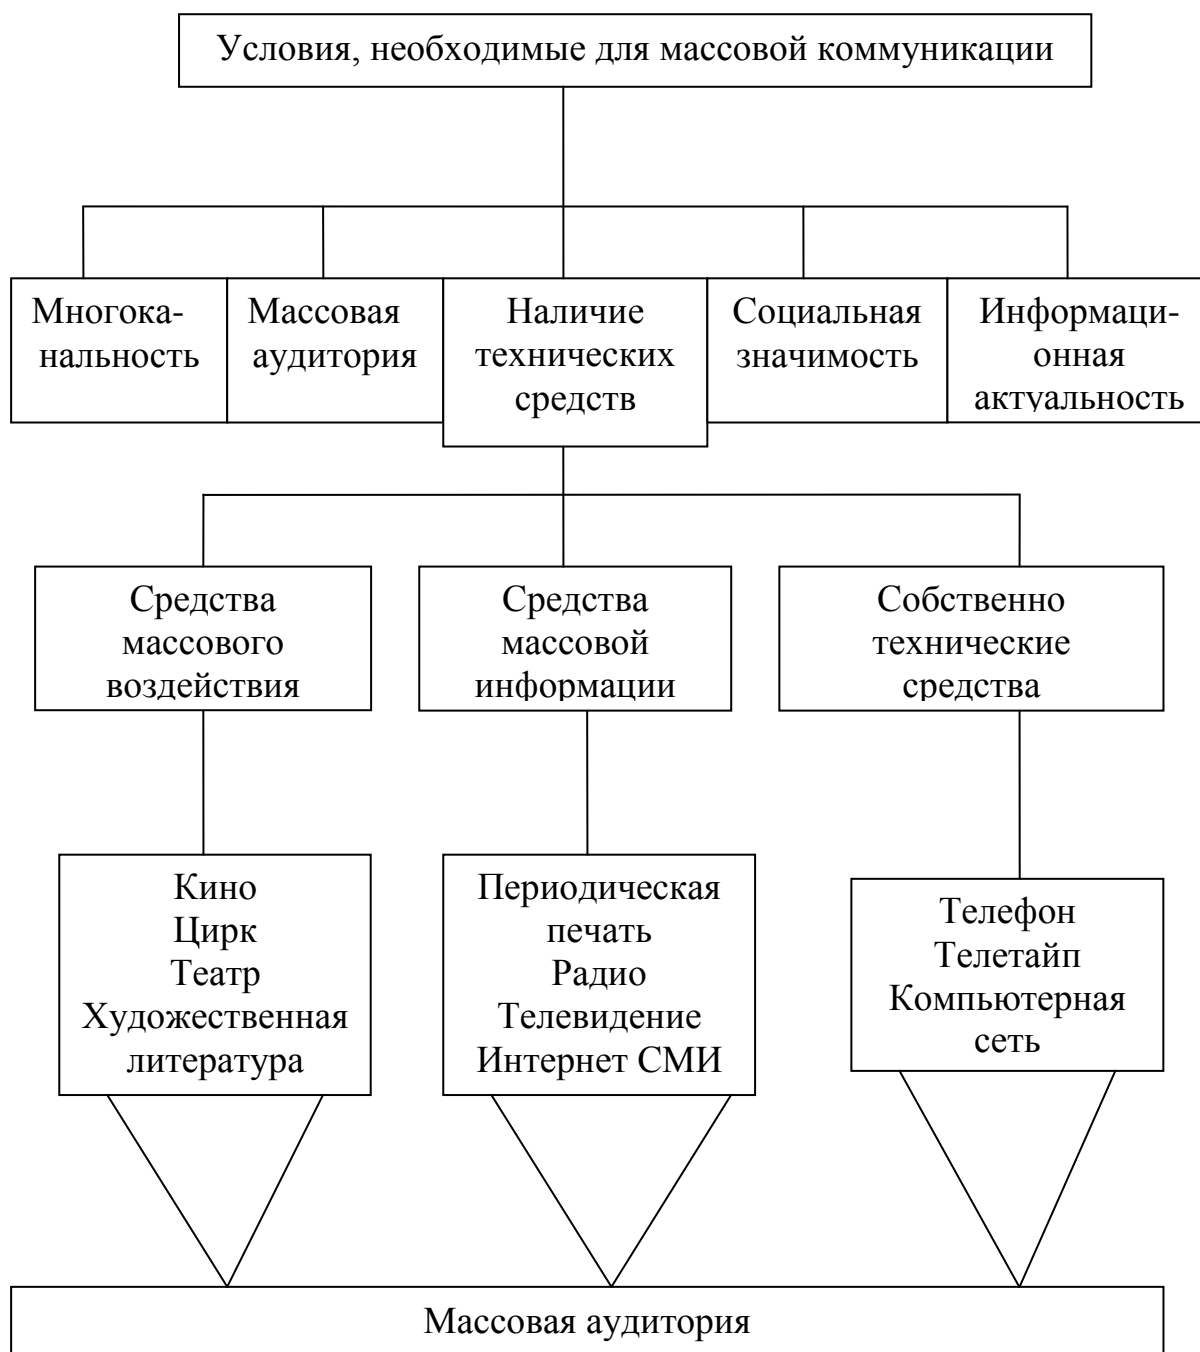 Условия, необходимые для массовой коммуникации
Многока-
нальность
Массовая
аудитория
Наличие
технических
средств
Социальная
значимость
Информаци-
онная
актуальность
Средства
массового
воздействия
Средства
массовой
информации
Собственно
технические
средства
Кино
Цирк
Театр
Художественная
литература
Периодическая
печать
Радио
Телевидение
Интернет СМИ
Телефон
Телетайп
Компьютерная
сеть
Массовая аудитория